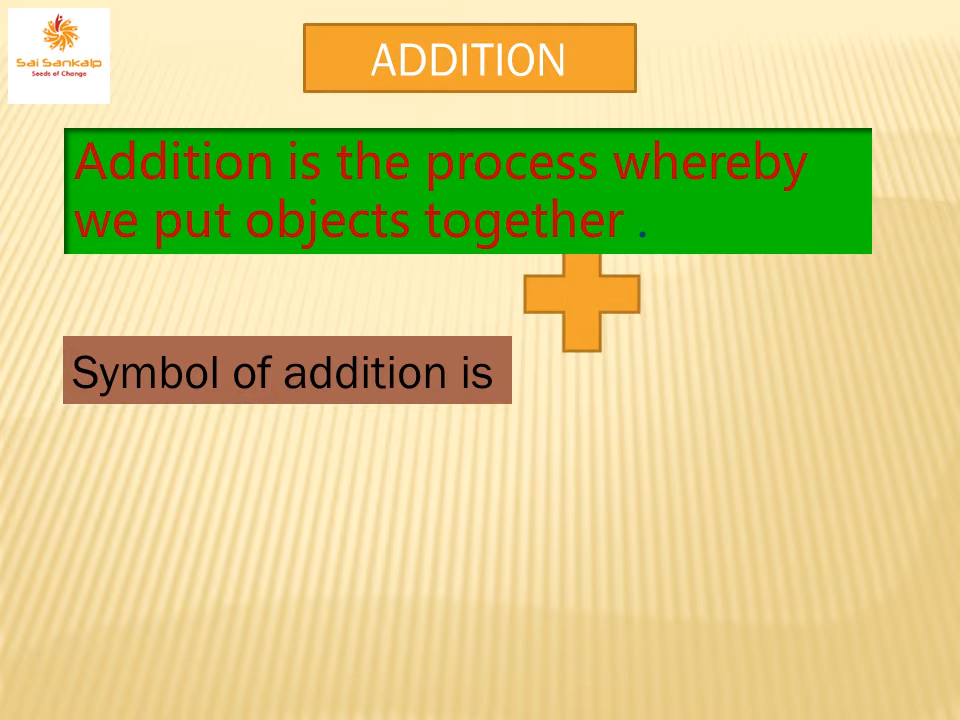 Sai Sankalp
Seeds of Change
ADDITION
Addition is the process whereby
we put objects together .
Symbol of addition is